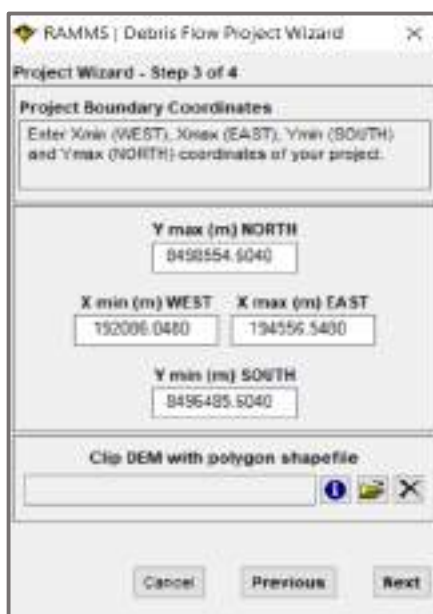 RAMMS | Debris Flow Project Wizard
Project Wizard - Step 3 of 4
Project Boundary Coordinates
Enter Xmin (WEST), Xmax (EAST), Ymin (SOUTH)
and Ymax (NORTH)-coordinates of your project.
Y max (m) NORTH
8498554.6040
X min (m) WEST X max (m) EAST
192086.0480 194556.5480
Y min (m) SOUTH
8496485.6040
Clip DEM with polygon shapefile
Cancel Previous Next